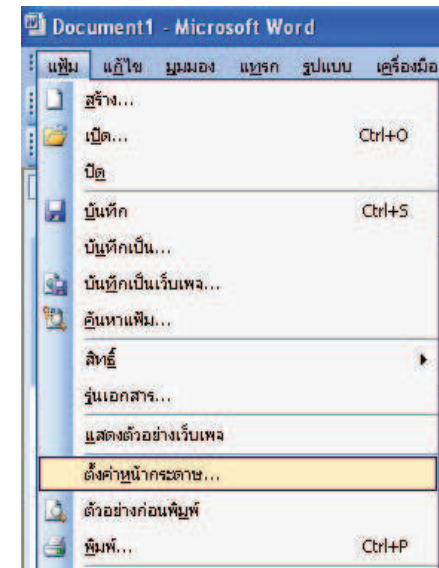 Document1 - Microsoft Word
แฟ้ม แก้ไข มุมมอง แทรก รูปแบบ เครื่องมือ
สร้าง...
เปิด... Ctrl+O
ปิด
บันทึก Ctrl+S
บันทึกเป็น...
บันทึกเป็นเว็บเพจ...
ค้นหาแฟ้ม...
สิทธิ์
รุ่นเอกสาร...
แสดงตัวอย่างเว็บเพจ
ตั้งค่าหน้ากระดาษ...
ตัวอย่างก่อนพิมพ์
พิมพ์... Ctrl+P